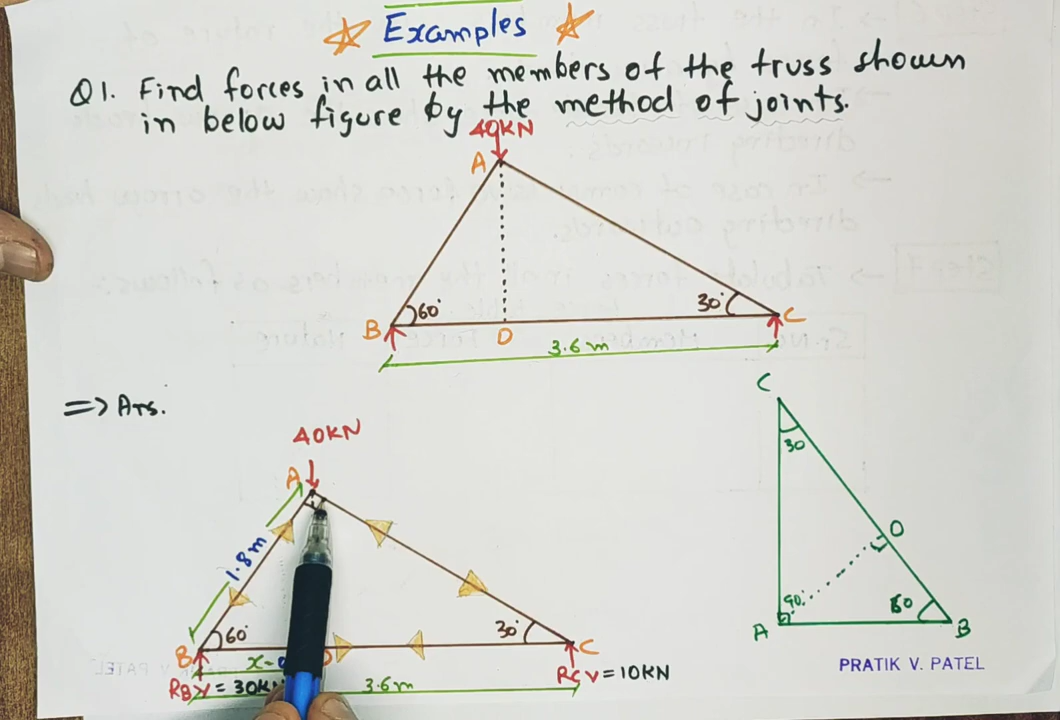 Examples
Q1. Find forces in all the members of the truss shown
in below figure by the method of joints.
40KN
A
60°
30°
B
D
C
3.6m
=> Ans.
40KN
A
1.8m
60°
30°
B
C
RBV = 30KN
3.6m
RCV = 10KN
C
30
D
90°
60
A
B
PRATIK V. PATEL